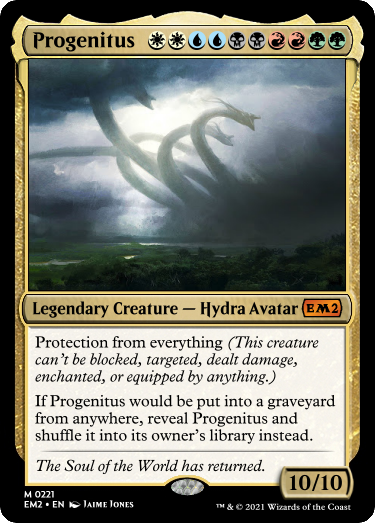 Progenitus
Legendary Creature — Hydra Avatar EM2
Protection from everything (This creature
can't be blocked, targeted, dealt damage,
enchanted, or equipped by anything.)
If Progenitus would be put into a graveyard
from anywhere, reveal Progenitus and
shuffle it into its owner's library instead.
The Soul of the World has returned.
10/10
M 0221
EM2 • EN Jaime Jones
™ & © 2021 Wizards of the Coast